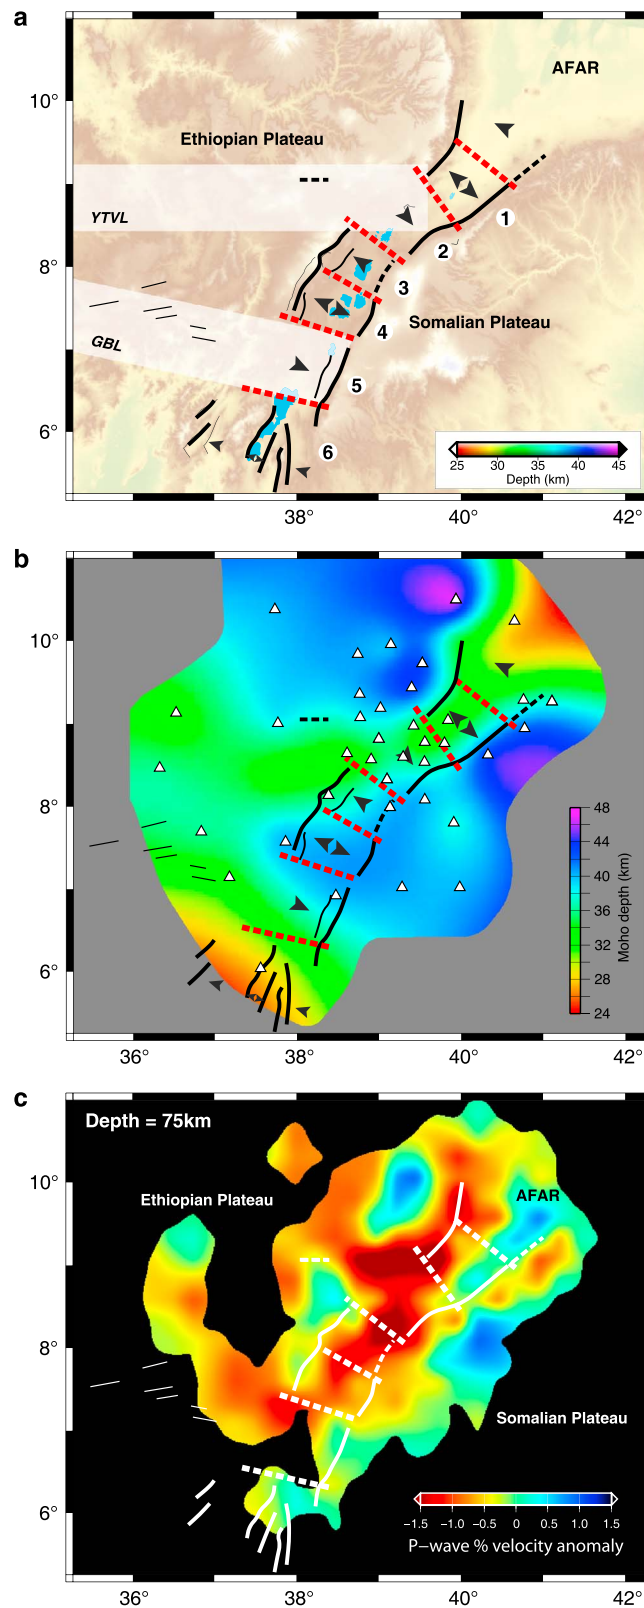 a
10°
AFAR
Ethiopian Plateau
YTVL
1
2
8°
3
4
Somalian Plateau
GBL
5
6°
6
25 30 35 40 45
Depth (km)
38° 40° 42°
b
10°
8°
6°
48
44
40
36
32
28
24
Moho depth (km)
36° 38° 40° 42°
c
Depth = 75km
10°
Ethiopian Plateau
AFAR
8°
Somalian Plateau
6°
−1.5 −1.0 −0.5 0 0.5 1.0 1.5
P−wave % velocity anomaly
36° 38° 40° 42°